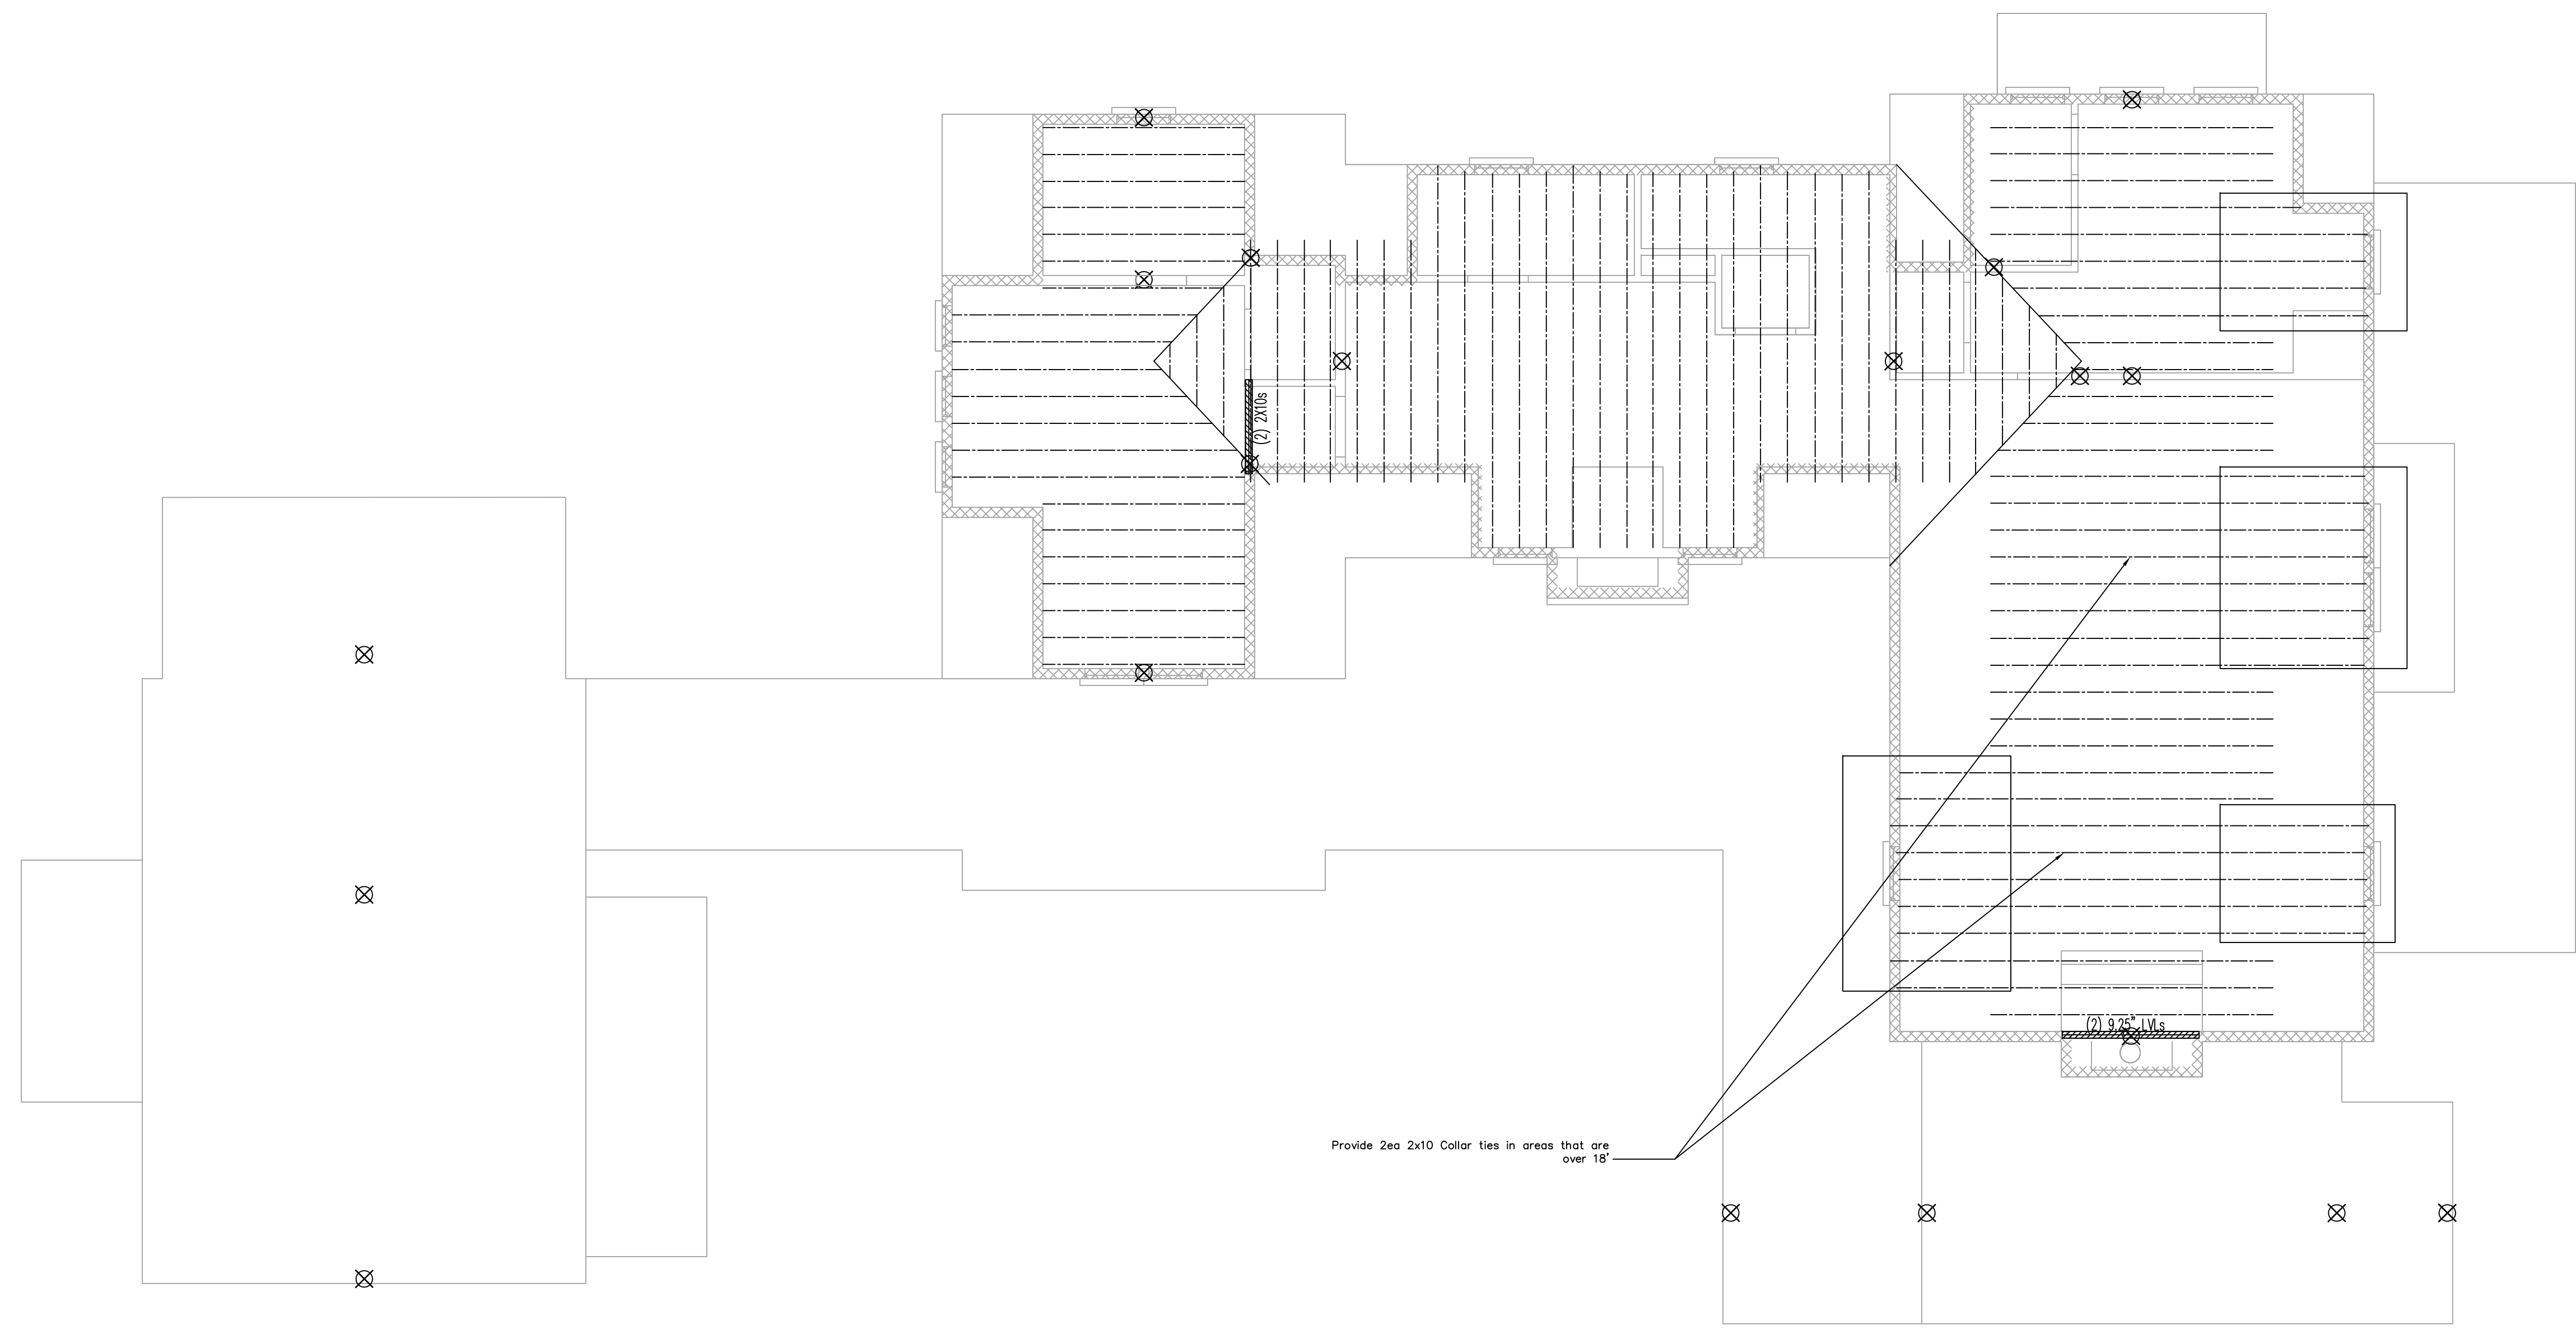 (2) 2X10s
(2) 9.25" LVLs
Provide 2ea 2x10 Collar ties in areas that are
over 18'